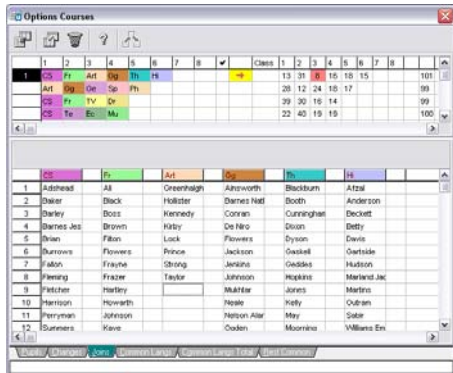 Options Courses
?
1 2 3 4 5 6 7 8 ✔ Class 1 2 3 4 5 6 7 8
1 CS Fr Art Gg Th Hi 13 31 8 16 18 15 101
Art Gg Ge Sp Ph 28 12 24 18 17 99
CS Fr TV Dr 39 30 16 14 99
CS Te Ec Mu 22 40 19 19 100
CS Fr Art Gg Th Hi
1 Adshead Ali Greenhalgh Ainsworth Blackburn Afzal
2 Baker Black Hollister Barnes Natl Booth Anderson
3 Barley Boss Kennedy Conran Cunninghan Beckett
4 Barnes Jes Brown Kirby De Niro Dixon Betty
5 Brian Filton Lock Flowers Dyson Davis
6 Burrows Flowers Prince Jackson Gaskell Gartside
7 Fallon Frayne Strong Jenkins Geddes Hudson
8 Fleming Frazer Taylor Johnson Hopkins Marland Jac
9 Fletcher Hartley Mukhtar Jones Martins
10 Harrison Howarth Neale Kelly Outram
11 Perryman Johnson Nelson Alar May Sabir
12 Summers Kaye Ogden Moorning Williams Em
Pupils Changes Joins Common Langs Common Langs Total Best Common